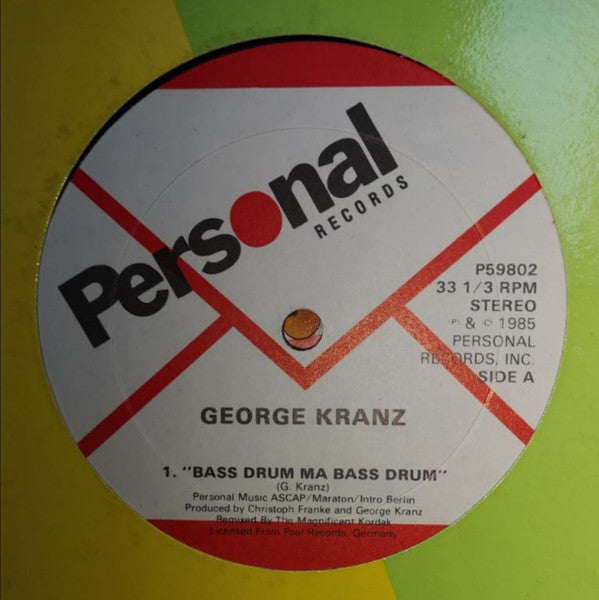 Personal
RECORDS
P59802
33 1/3 RPM
STEREO
℗ & © 1985
PERSONAL
RECORDS, INC.
SIDE A
GEORGE KRANZ
1. "BASS DRUM MA BASS DRUM"
(G. Kranz)
Personal Music ASCAP/Maraton/Intro Berlin
Produced by Christoph Franke and George Kranz
Remixed By The Magnificent Kordak
Licensed From Pool Records, Germany